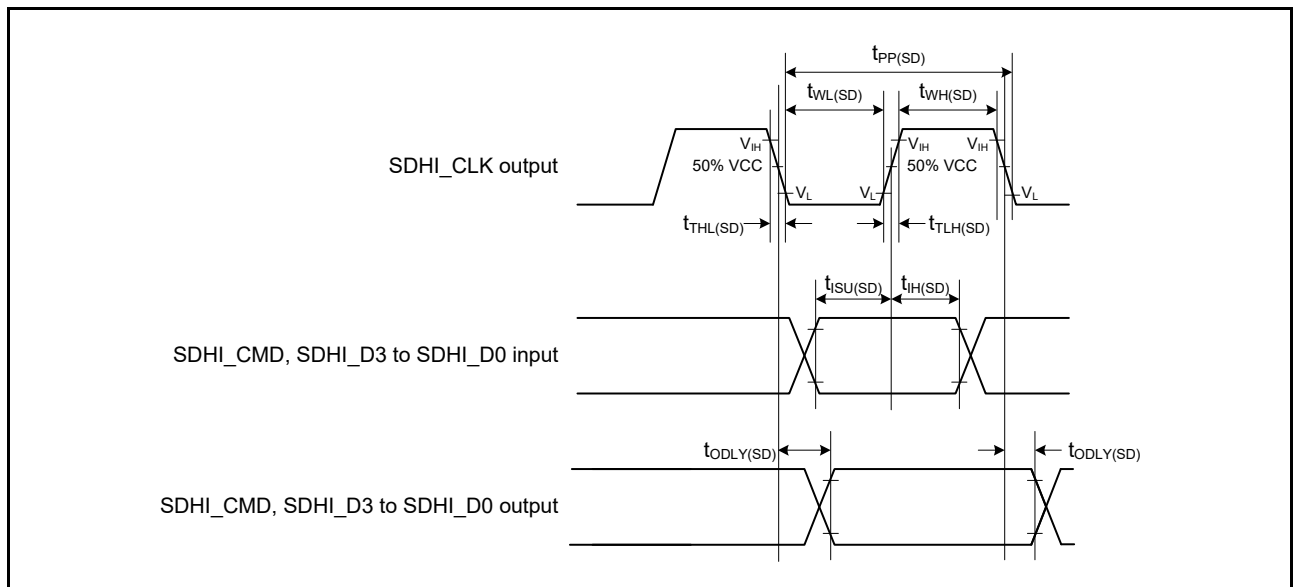 tPP(SD)
tWL(SD) tWH(SD)
SDHI_CLK output
VIH VIH VIH
50% VCC 50% VCC
VL VL VL
tTHL(SD) tTLH(SD)
tISU(SD) tIH(SD)
SDHI_CMD, SDHI_D3 to SDHI_D0 input
tODLY(SD) tODLY(SD)
SDHI_CMD, SDHI_D3 to SDHI_D0 output